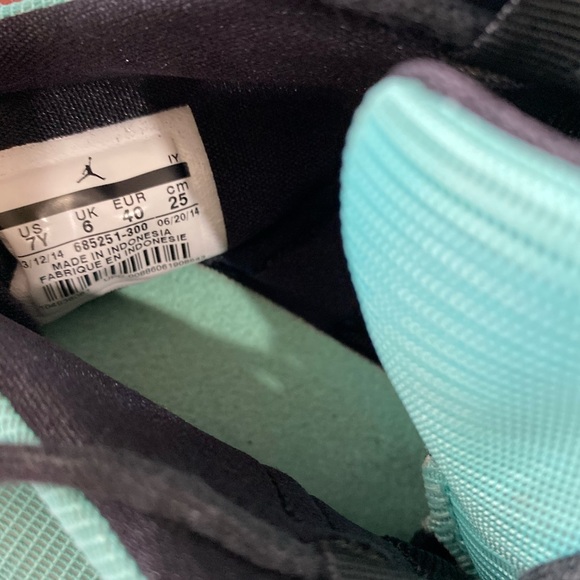 IY
US UK EUR cm
7Y 6 40 25
3/12/14 685251-300 06/20/14
MADE IN INDONESIA
FABRIQUE EN INDONESIE